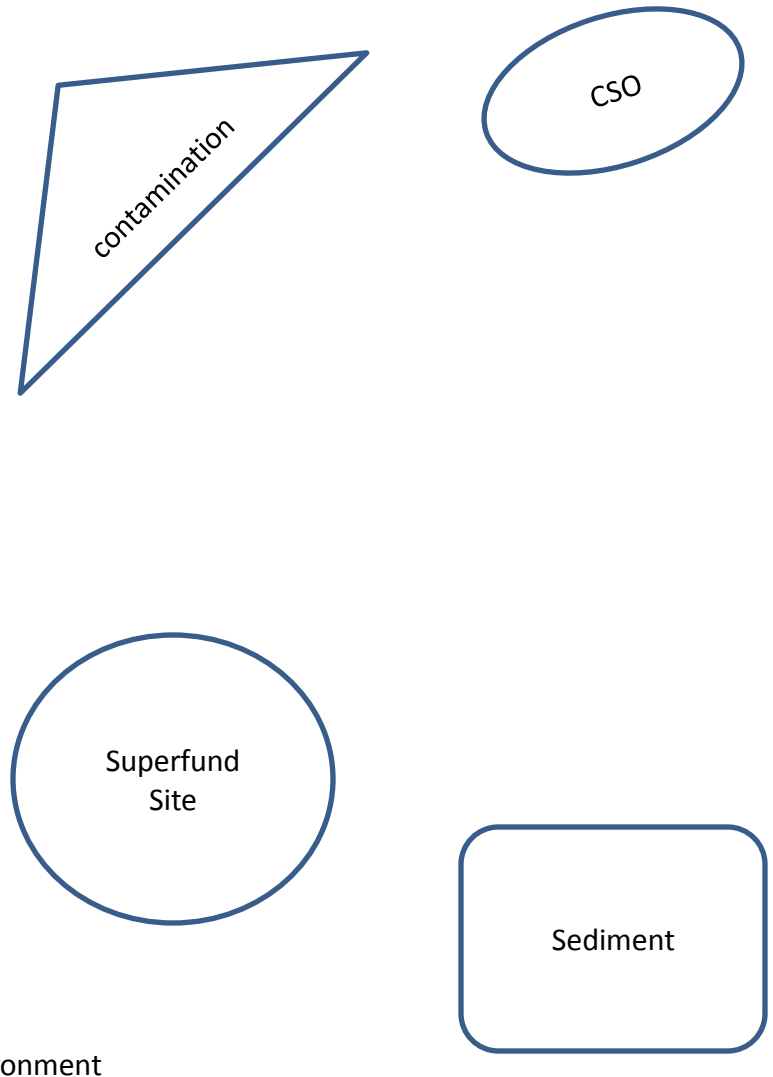 contamination
CSO
Superfund
Site
Sediment
onment